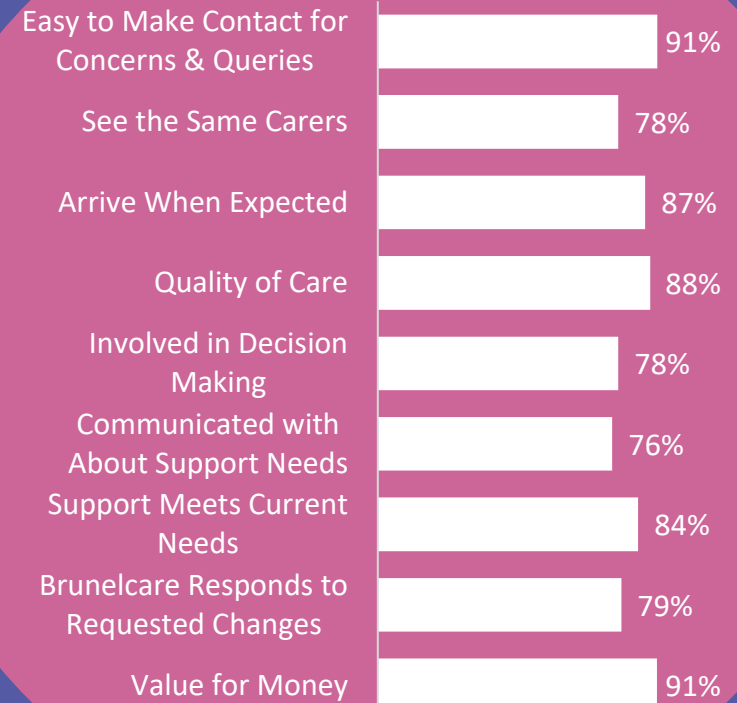 Easy to Make Contact for
Concerns & Queries
91%
See the Same Carers
78%
Arrive When Expected
87%
Quality of Care
88%
Involved in Decision
Making
78%
Communicated with
About Support Needs
76%
Support Meets Current
Needs
84%
Brunelcare Responds to
Requested Changes
79%
Value for Money
91%